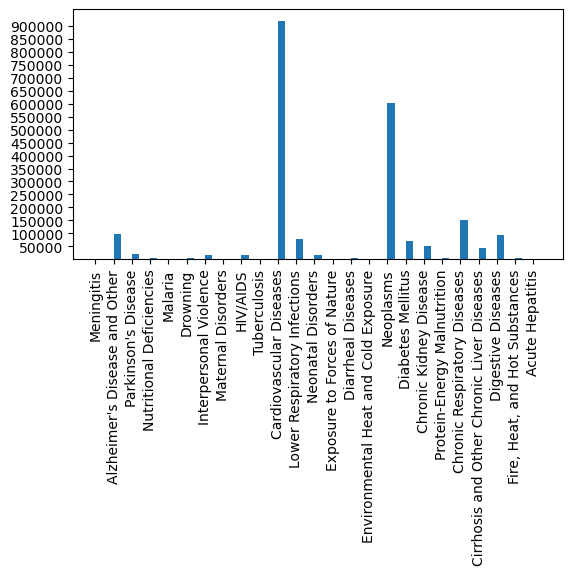 900000
850000
800000
750000
700000
650000
600000
550000
500000
450000
400000
350000
300000
250000
200000
150000
100000
50000
Meningitis
Alzheimer's Disease and Other
Parkinson's Disease
Nutritional Deficiencies
Malaria
Drowning
Interpersonal Violence
Maternal Disorders
HIV/AIDS
Tuberculosis
Cardiovascular Diseases
Lower Respiratory Infections
Neonatal Disorders
Exposure to Forces of Nature
Diarrheal Diseases
Environmental Heat and Cold Exposure
Neoplasms
Diabetes Mellitus
Chronic Kidney Disease
Protein-Energy Malnutrition
Chronic Respiratory Diseases
Cirrhosis and Other Chronic Liver Diseases
Digestive Diseases
Fire, Heat, and Hot Substances
Acute Hepatitis